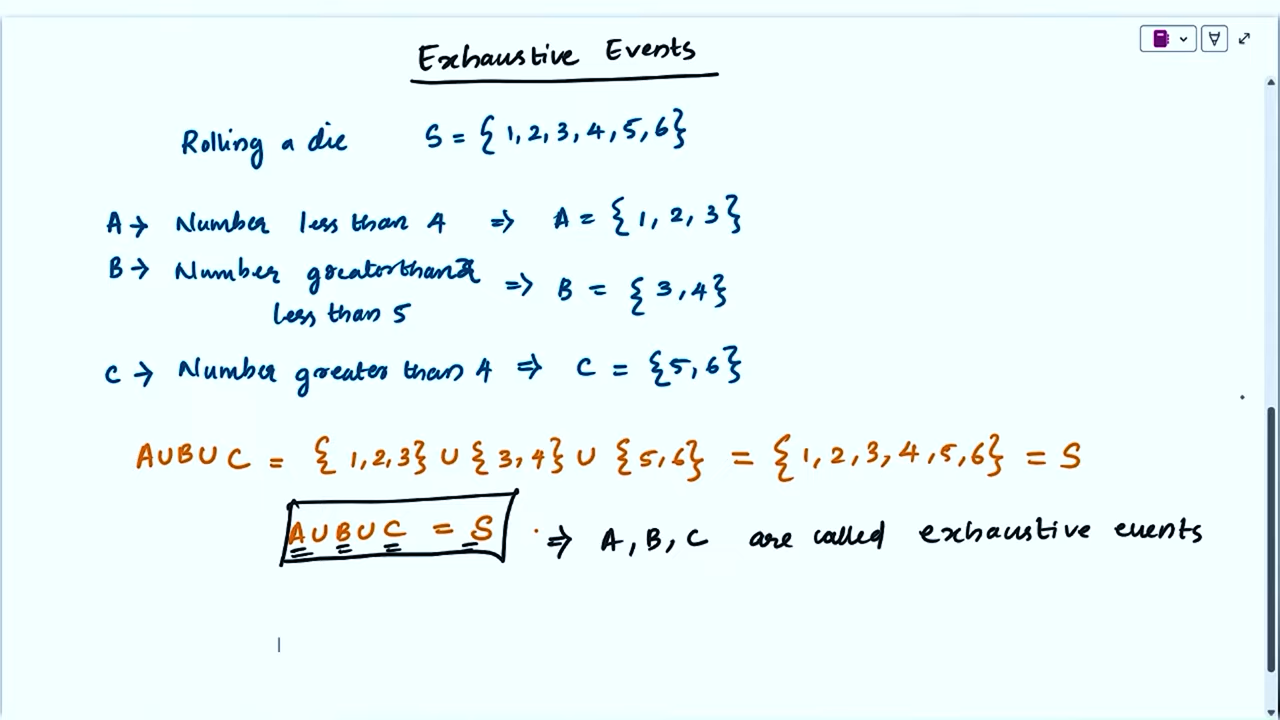 Exhaustive Events
Rolling a die S = { 1, 2, 3, 4, 5, 6}
A → Number less than 4 ⇒ A = { 1, 2, 3 }
B → Number greater than 2 ⇒ B = { 3, 4 }
less than 5
C → Number greater than 4 ⇒ C = {5, 6}
A∪B∪C = { 1, 2, 3} ∪ { 3, 4} ∪ {5, 6} = { 1, 2, 3, 4, 5, 6} = S
A∪B∪C = S ⇒ A, B, C are called exhaustive events